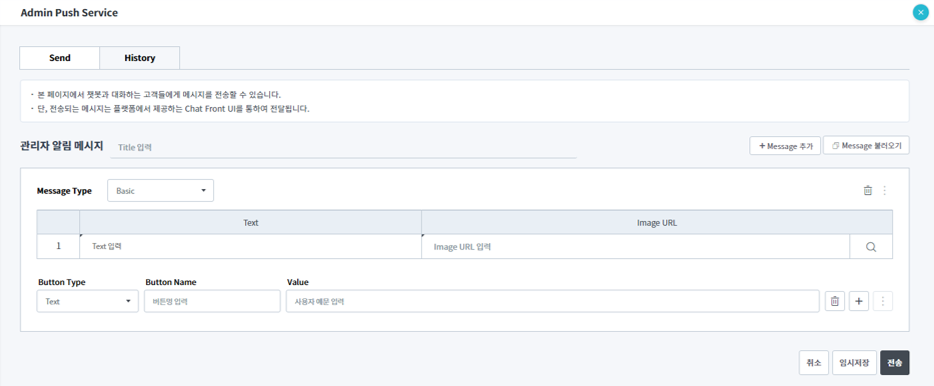 Admin Push Service
Send
History
· 본 페이지에서 챗봇과 대화하는 고객들에게 메시지를 전송할 수 있습니다.
· 단, 전송되는 메시지는 플랫폼에서 제공하는 Chat Front UI를 통하여 전달됩니다.
관리자 알림 메시지 Title 입력 + Message 추가 Message 불러오기
Message Type Basic
Text Image URL
1 Text 입력 Image URL 입력
Button Type Button Name Value
Text 버튼명 입력 사용자 예문 입력
취소 임시저장 전송